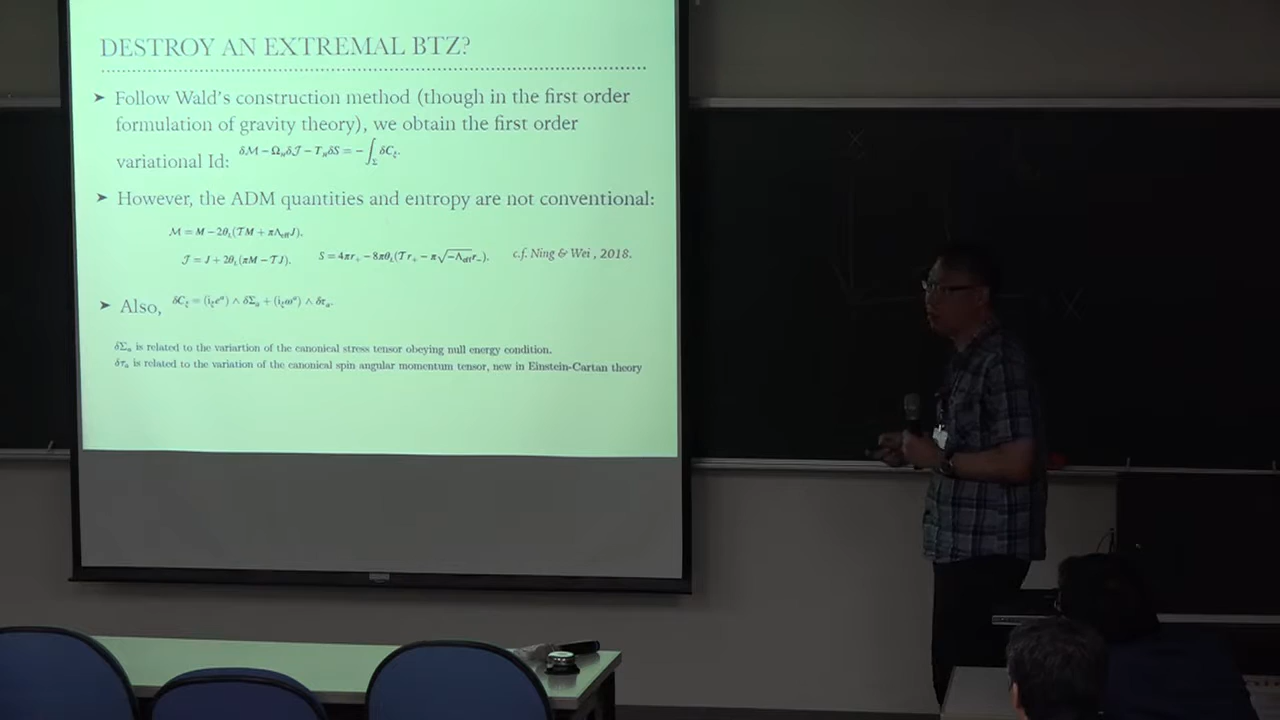 DESTROY AN EXTREMAL BTZ?
➤ Follow Wald's construction method (though in the first order
formulation of gravity theory), we obtain the first order
variational Id: δℳ − Ω_H δ𝒥 − T_H δS = − ∫_Σ δC_ξ.
➤ However, the ADM quantities and entropy are not conventional:
ℳ = M − 2θ_L(𝒯M + πΛ_eff J),
𝒥 = J + 2θ_L(πM − 𝒯J). S = 4πr_+ − 8πθ_L(𝒯r_+ − π√(−Λ_eff) r_−). c.f. Ning & Wei , 2018.
➤ Also, δC_ξ = (i_ξ e^a) ∧ δΣ_a + (i_ξ ω^a) ∧ δτ_a.
δΣ_a is related to the variartion of the canonical stress tensor obeying null energy condition.
δτ_a is related to the variation of the canonical spin angular momentum tensor, new in Einstein-Cartan theory